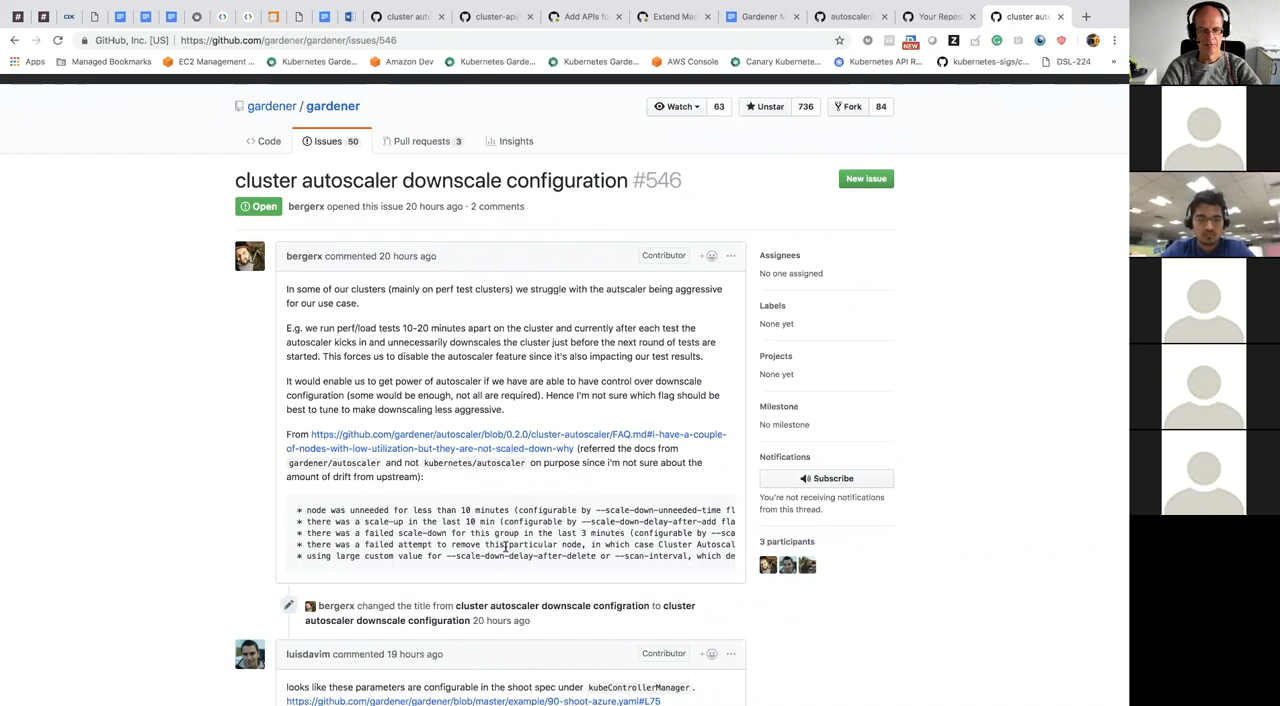 cluster aut
cluster-api/
Add APIs fo
Extend Mac
Gardener M
autoscaler/
Your Repos
cluster aut
GitHub, Inc. [US] https://github.com/gardener/gardener/issues/546
NEW
Apps Managed Bookmarks EC2 Management ... Kubernetes Garde... Amazon Dev Kubernetes Garde... Kubernetes Garde... AWS Console Canary Kubernete... Kubernetes API R... kubernetes-sigs/c... DSL-224 »
gardener / gardener
Watch 63 Unstar 736 Fork 84
Code Issues 50 Pull requests 3 Insights
cluster autoscaler downscale configuration #546
New issue
Open bergerx opened this issue 20 hours ago · 2 comments
bergerx commented 20 hours ago Contributor
In some of our clusters (mainly on perf test clusters) we struggle with the autscaler being aggressive
for our use case.
E.g. we run perf/load tests 10-20 minutes apart on the cluster and currently after each test the
autoscaler kicks in and unnecessarily downscales the cluster just before the next round of tests are
started. This forces us to disable the autoscaler feature since it's also impacting our test results.
It would enable us to get power of autoscaler if we have are able to have control over downscale
configuration (some would be enough, not all are required). Hence I'm not sure which flag should be
best to tune to make downscaling less aggressive.
From https://github.com/gardener/autoscaler/blob/0.2.0/cluster-autoscaler/FAQ.md#i-have-a-couple-
of-nodes-with-low-utilization-but-they-are-not-scaled-down-why (referred the docs from
gardener/autoscaler and not kubernetes/autoscaler on purpose since i'm not sure about the
amount of drift from upstream):
* node was unneeded for less than 10 minutes (configurable by --scale-down-unneeded-time fl
* there was a scale-up in the last 10 min (configurable by --scale-down-delay-after-add fla
* there was a failed scale-down for this group in the last 3 minutes (configurable by --sca
* there was a failed attempt to remove this particular node, in which case Cluster Autoscal
* using large custom value for --scale-down-delay-after-delete or --scan-interval, which de
bergerx changed the title from cluster autoscaler downscale configration to cluster
autoscaler downscale configuration 20 hours ago
luisdavim commented 19 hours ago Contributor
looks like these parameters are configurable in the shoot spec under kubeControllerManager .
https://github.com/gardener/gardener/blob/master/example/90-shoot-azure.yaml#L75
Assignees
No one assigned
Labels
None yet
Projects
None yet
Milestone
No milestone
Notifications
Subscribe
You're not receiving notifications
from this thread.
3 participants